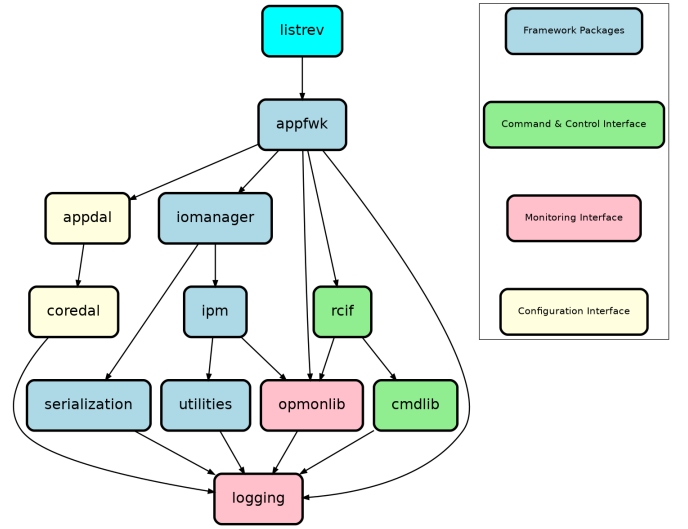 listrev
Framework Packages
appfwk
Command & Control Interface
appdal
iomanager
Monitoring Interface
coredal
ipm
rcif
Configuration Interface
serialization
utilities
opmonlib
cmdlib
logging